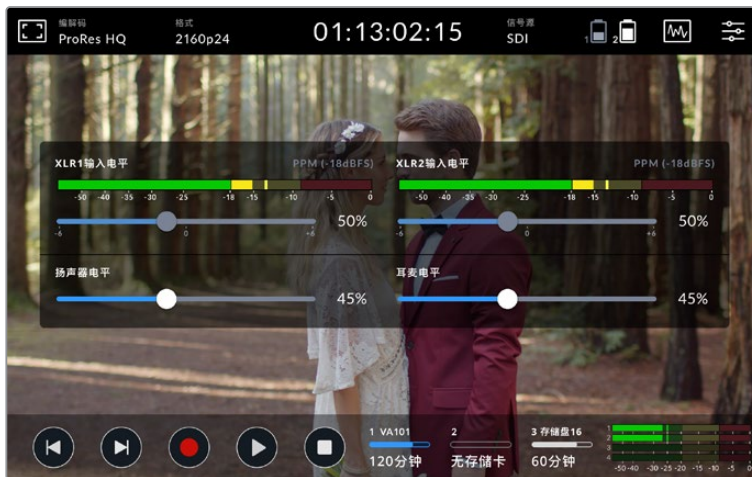 编解码 格式 01:13:02:15 信号源
ProRes HQ 2160p24 SDI 1 2
XLR1输入电平 PPM (-18dBFS) XLR2输入电平 PPM (-18dBFS)
-50 -40 -35 -30 -25 -18 -15 -10 -5 0 -50 -40 -35 -30 -25 -18 -15 -10 -5 0
50% 50%
-6 0 +6 -6 0 +6
扬声器电平 耳麦电平
45% 45%
1 VA101 2 3 存储盘16
120分钟 无存储卡 60分钟
1
2
3
4
-50 -40 -30 -25 -20 -15 -10 -5 0